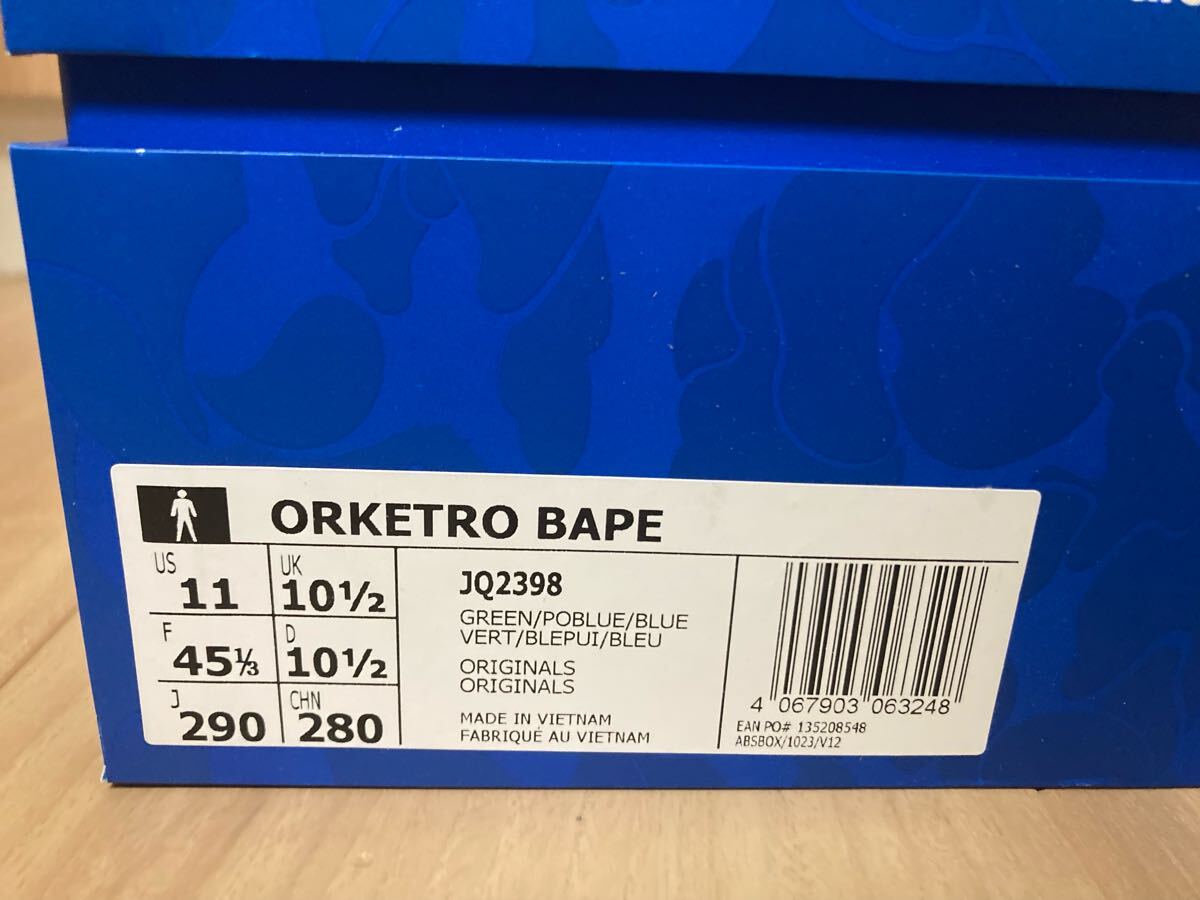 ORKETRO BAPE
US 11 UK 10½
F 45⅓ D 10½
J 290 CHN 280
JQ2398
GREEN/POBLUE/BLUE
VERT/BLEPUI/BLEU
ORIGINALS
ORIGINALS
MADE IN VIETNAM
FABRIQUÉ AU VIETNAM
4 067903 063248
EAN PO# 135208548
ABSBOX/1023/V12